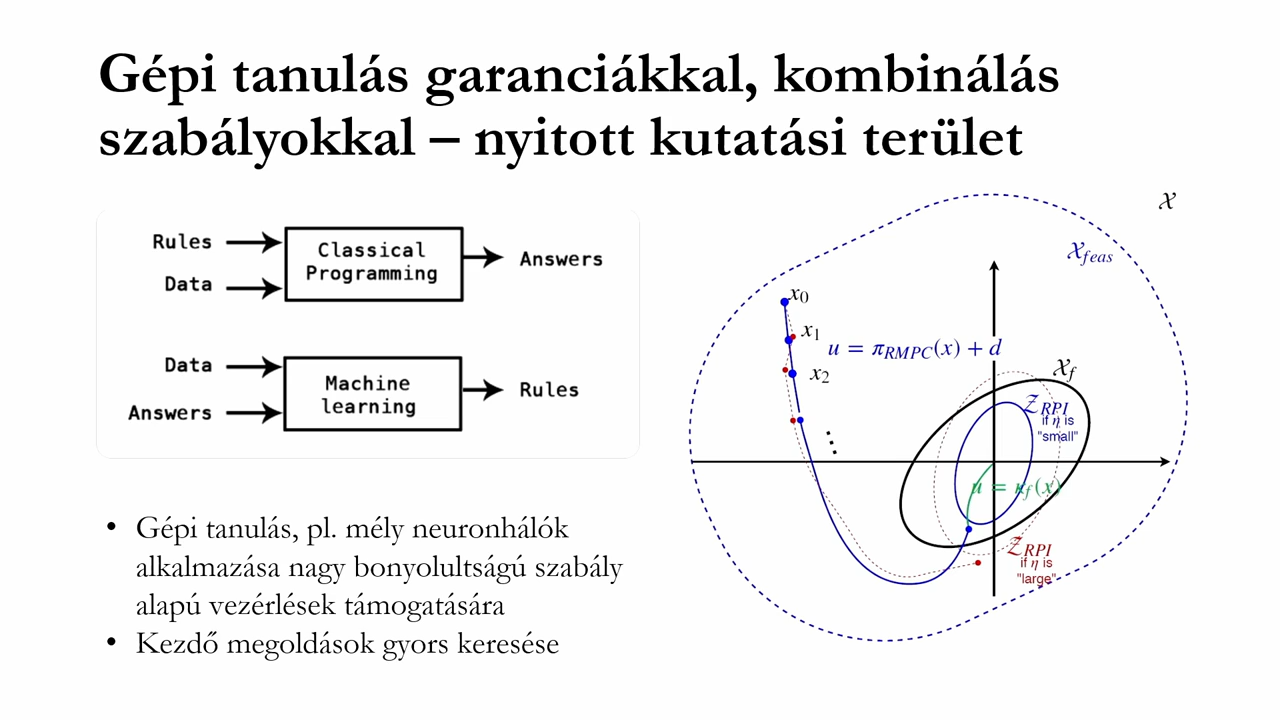 Gépi tanulás garanciákkal, kombinálás
szabályokkal – nyitott kutatási terület
Rules
Data
Classical
Programming
Answers
Data
Answers
Machine
learning
Rules
• Gépi tanulás, pl. mély neuronhálók
alkalmazása nagy bonyolultságú szabály
alapú vezérlések támogatására
• Kezdő megoldások gyors keresése
𝒳
𝒳feas
x0
x1
u = πRMPC(x) + d
x2
𝒳f
𝒵RPI
if η is
"small"
⋱
u = κf(x)
𝒵RPI
if η is
"large"